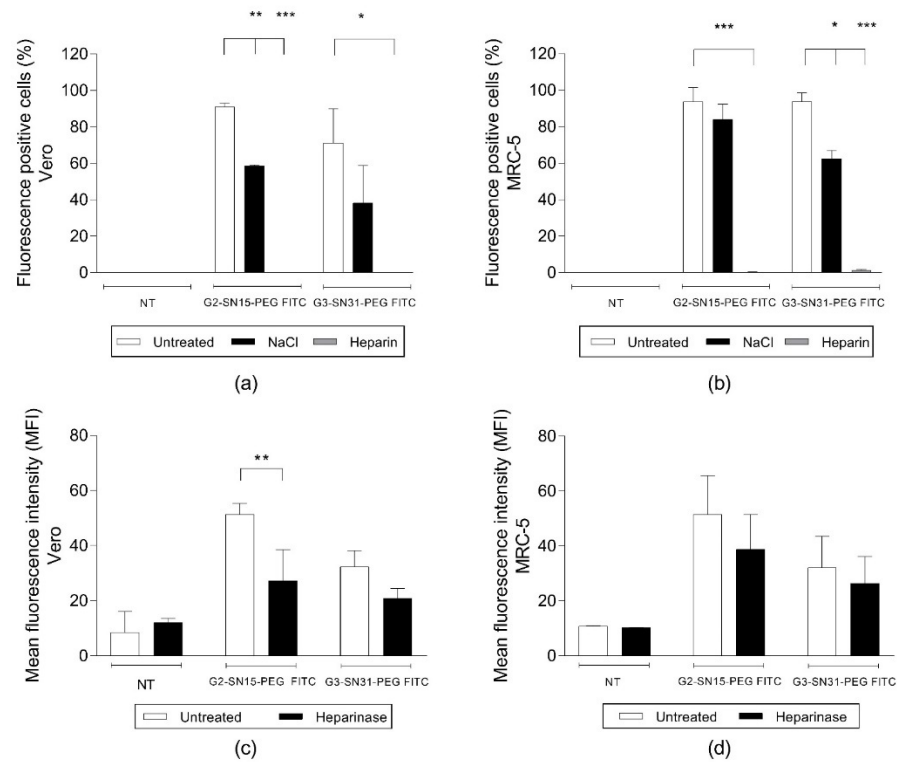 ** *** *
120
100
80
60
40
20
0
Fluorescence positive cells (%)
Vero
NT G2-SN15-PEG FITC G3-SN31-PEG FITC
Untreated NaCl Heparin
(a)
*** * ***
120
100
80
60
40
20
0
Fluorescence positive cells (%)
MRC-5
NT G2-SN15-PEG FITC G3-SN31-PEG FITC
Untreated NaCl Heparin
(b)
80
60
40
20
0
Mean fluorescence intensity (MFI)
Vero
**
NT G2-SN15-PEG FITC G3-SN31-PEG FITC
Untreated Heparinase
(c)
80
60
40
20
0
Mean fluorescence intensity (MFI)
MRC-5
NT G2-SN15-PEG FITC G3-SN31-PEG FITC
Untreated Heparinase
(d)